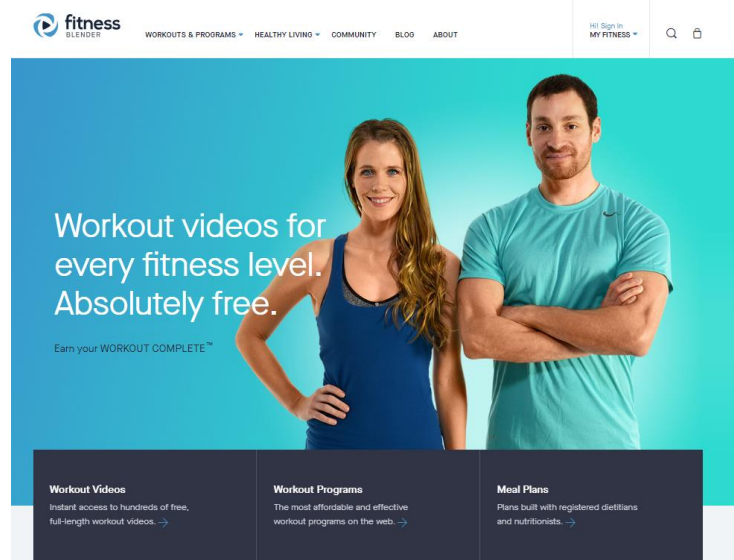 fitness
BLENDER
WORKOUTS & PROGRAMS
HEALTHY LIVING
COMMUNITY
BLOG
ABOUT
Hi! Sign In
MY FITNESS
Workout videos for
every fitness level.
Absolutely free.
Earn your WORKOUT COMPLETE™
Workout Videos
Instant access to hundreds of free,
full-length workout videos. →
Workout Programs
The most affordable and effective
workout programs on the web. →
Meal Plans
Plans built with registered dietitians
and nutritionists. →